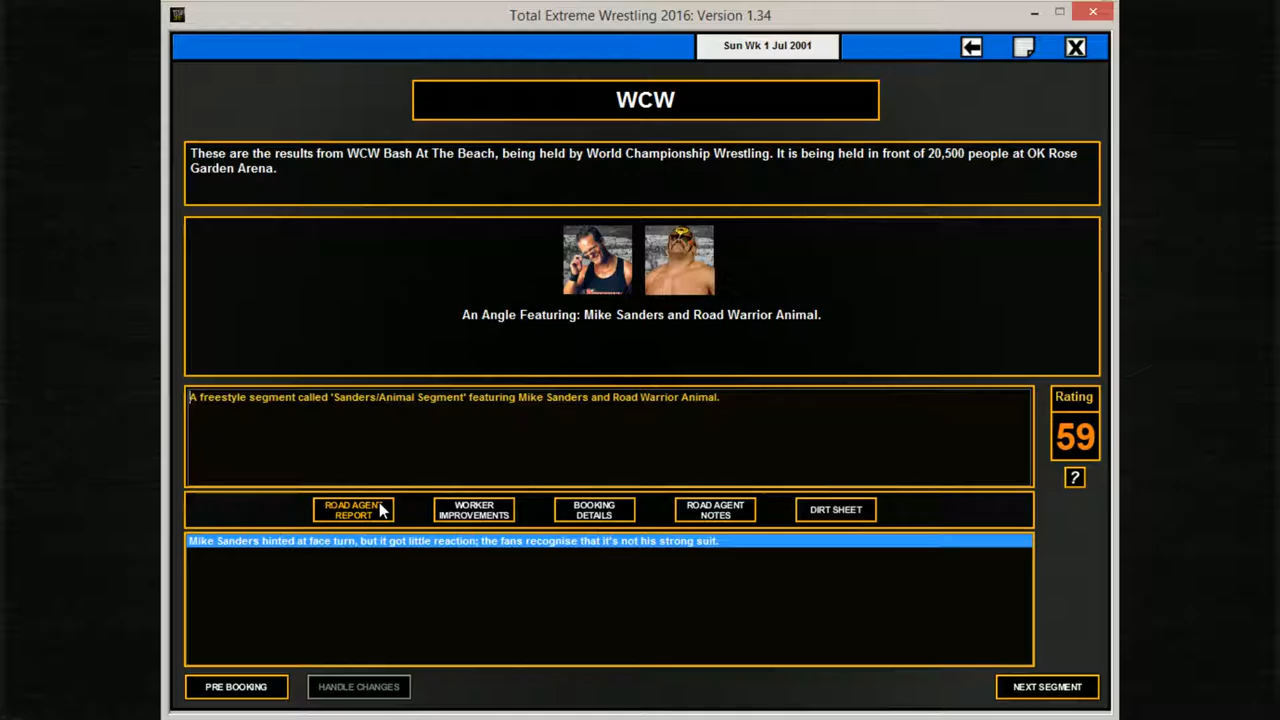 Total Extreme Wrestling 2016: Version 1.34
Sun Wk 1 Jul 2001
WCW
These are the results from WCW Bash At The Beach, being held by World Championship Wrestling. It is being held in front of 20,500 people at OK Rose
Garden Arena.
An Angle Featuring: Mike Sanders and Road Warrior Animal.
A freestyle segment called 'Sanders/Animal Segment' featuring Mike Sanders and Road Warrior Animal.
Rating
59
?
ROAD AGENT
REPORT
WORKER
IMPROVEMENTS
BOOKING
DETAILS
ROAD AGENT
NOTES
DIRT SHEET
Mike Sanders hinted at face turn, but it got little reaction; the fans recognise that it's not his strong suit.
PRE BOOKING
HANDLE CHANGES
NEXT SEGMENT